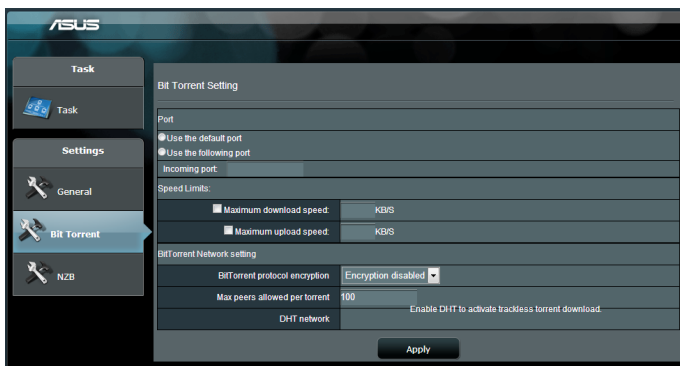 ASUS
Task
Task
Settings
General
Bit Torrent
NZB
Bit Torrent Setting
Port
Use the default port
Use the following port
Incoming port:
Speed Limits:
Maximum download speed: KB/S
Maximum upload speed: KB/S
BitTorrent Network setting
BitTorrent protocol encryption Encryption disabled
Max peers allowed per torrent 100
DHT network Enable DHT to activate trackless torrent download.
Apply